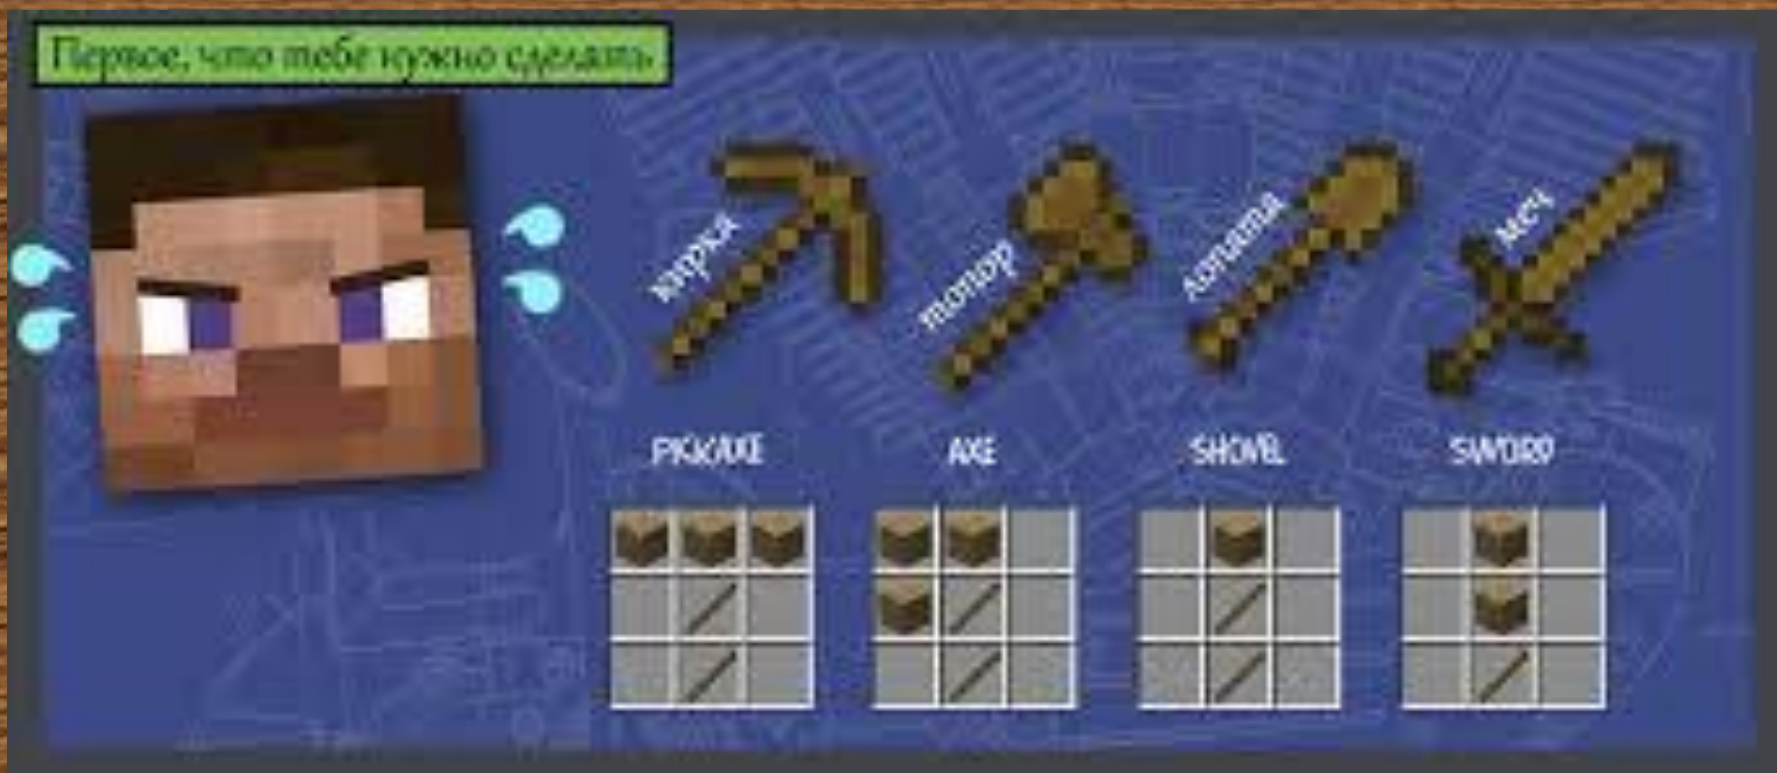 Первое, что тебе нужно сделать
кирка
топор
лопата
меч
PICKAXE
AXE
SHOVEL
SWORD